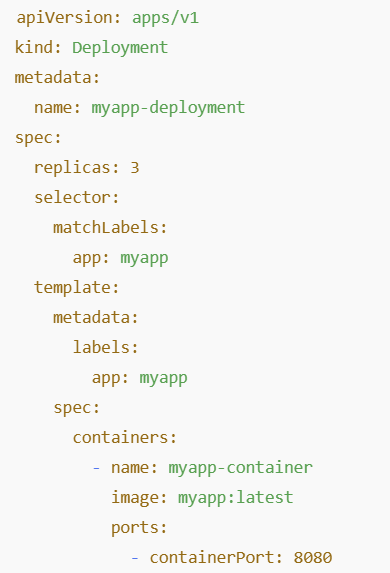 apiVersion: apps/v1
kind: Deployment
metadata:
  name: myapp-deployment
spec:
  replicas: 3
  selector:
    matchLabels:
      app: myapp
  template:
    metadata:
      labels:
        app: myapp
    spec:
      containers:
        - name: myapp-container
          image: myapp:latest
          ports:
            - containerPort: 8080